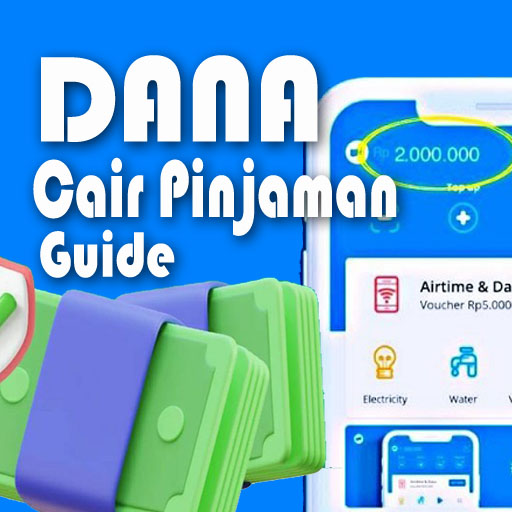 DANA
Cair Pinjaman
Guide
Rp 2.000.000
Top up
Airtime & Da
Voucher Rp5.000
Electricity
Water